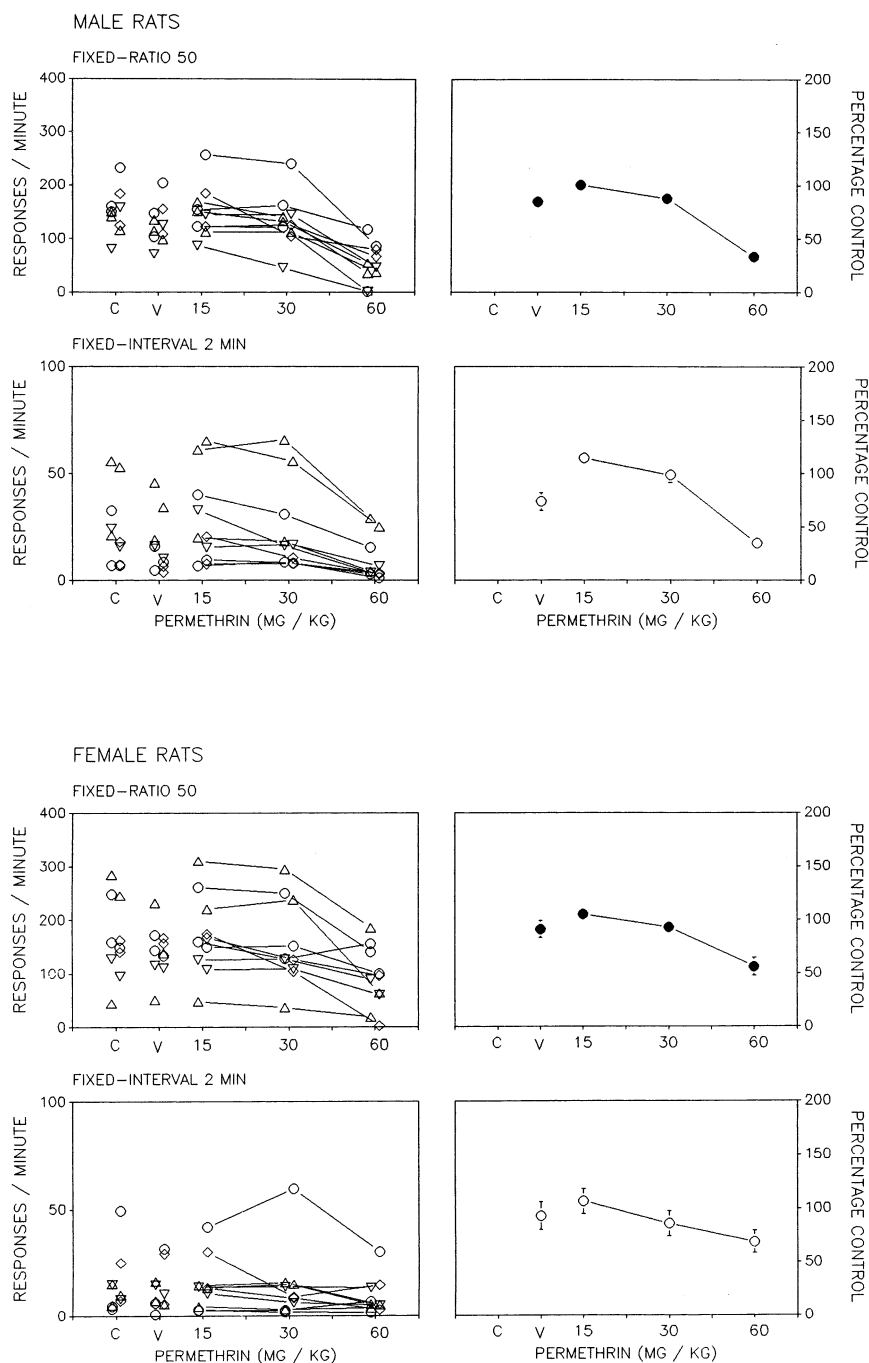 MALE RATS
FIXED-RATIO 50
RESPONSES / MINUTE
400
300
200
100
0
C V 15 30 60
200
150
100
50
0
PERCENTAGE CONTROL
C V 15 30 60
FIXED-INTERVAL 2 MIN
RESPONSES / MINUTE
100
50
0
C V 15 30 60
PERMETHRIN (MG / KG)
200
150
100
50
0
PERCENTAGE CONTROL
C V 15 30 60
PERMETHRIN (MG / KG)
FEMALE RATS
FIXED-RATIO 50
RESPONSES / MINUTE
400
300
200
100
0
C V 15 30 60
200
150
100
50
0
PERCENTAGE CONTROL
C V 15 30 60
FIXED-INTERVAL 2 MIN
RESPONSES / MINUTE
100
50
0
C V 15 30 60
PERMETHRIN (MG / KG)
200
150
100
50
0
PERCENTAGE CONTROL
C V 15 30 60
PERMETHRIN (MG / KG)